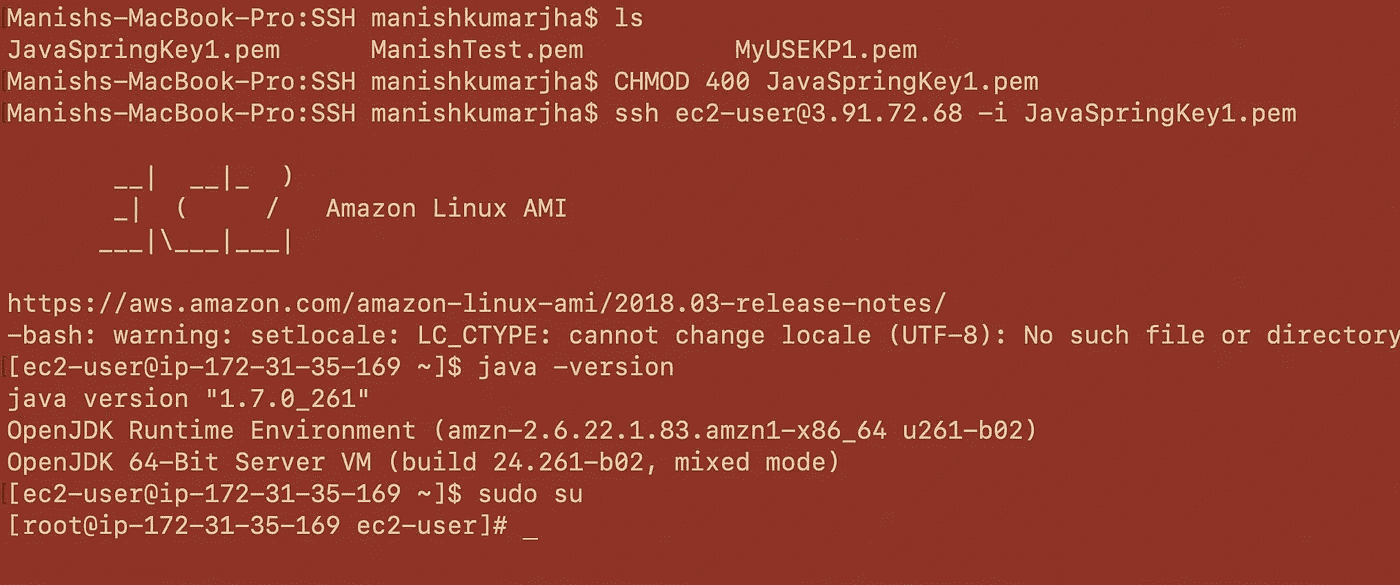 Manishs-MacBook-Pro:SSH manishkumarjha$ ls
JavaSpringKey1.pem      ManishTest.pem          MyUSEKP1.pem
Manishs-MacBook-Pro:SSH manishkumarjha$ CHMOD 400 JavaSpringKey1.pem
Manishs-MacBook-Pro:SSH manishkumarjha$ ssh ec2-user@3.91.72.68 -i JavaSpringKey1.pem

       __|  __|_  )
       _|  (     /   Amazon Linux AMI
      ___|\___|___|

https://aws.amazon.com/amazon-linux-ami/2018.03-release-notes/
-bash: warning: setlocale: LC_CTYPE: cannot change locale (UTF-8): No such file or directory
[ec2-user@ip-172-31-35-169 ~]$ java -version
java version "1.7.0_261"
OpenJDK Runtime Environment (amzn-2.6.22.1.83.amzn1-x86_64 u261-b02)
OpenJDK 64-Bit Server VM (build 24.261-b02, mixed mode)
[ec2-user@ip-172-31-35-169 ~]$ sudo su
[root@ip-172-31-35-169 ec2-user]# _